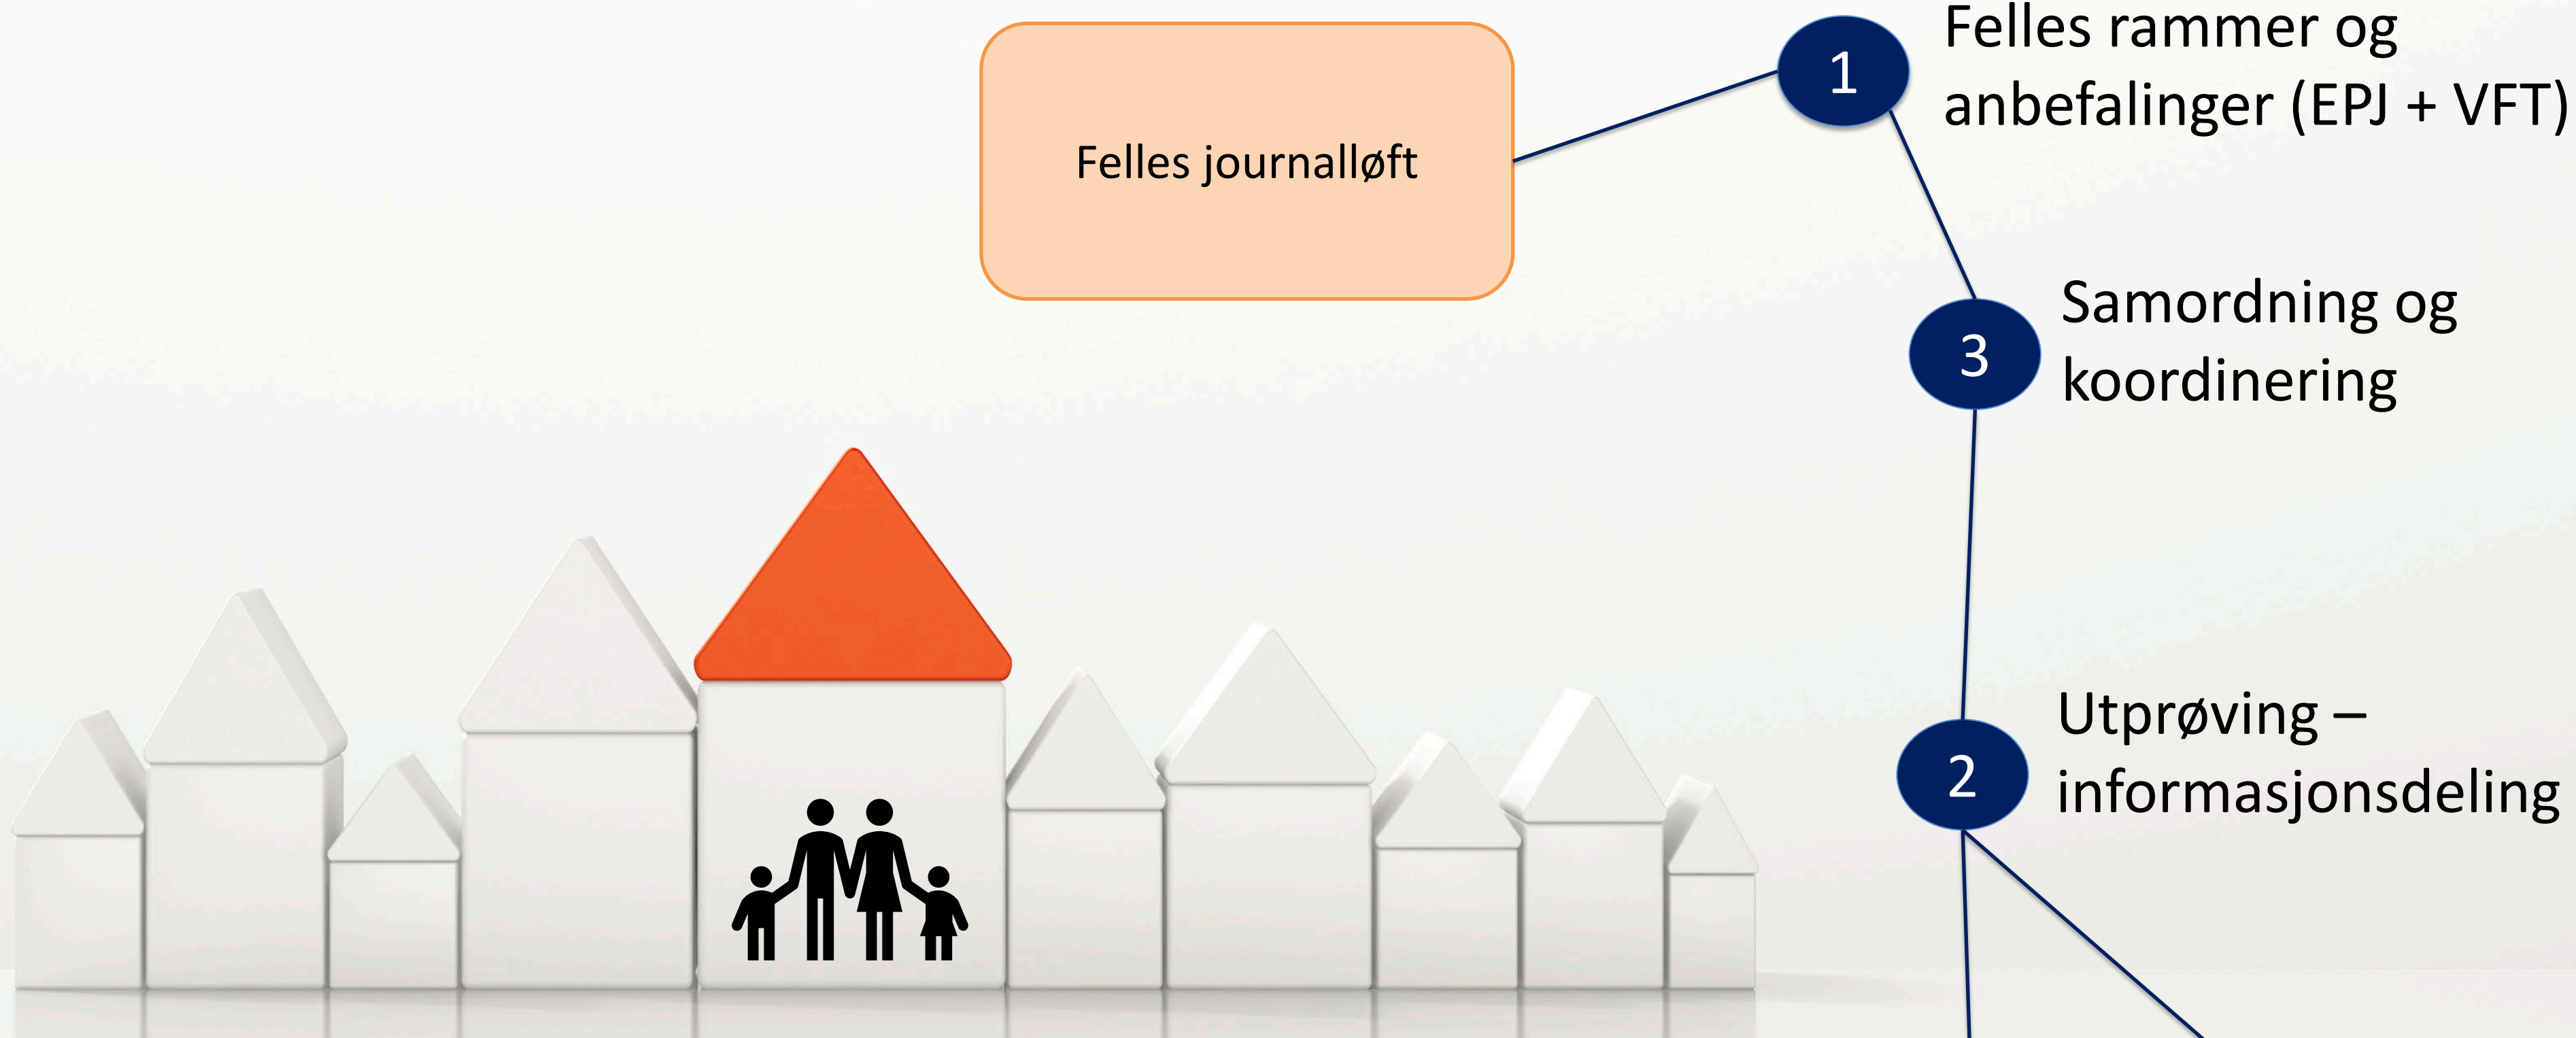 Felles journalløft
1
Felles rammer og
anbefalinger (EPJ + VFT)
3
Samordning og
koordinering
2
Utprøving –
informasjonsdeling